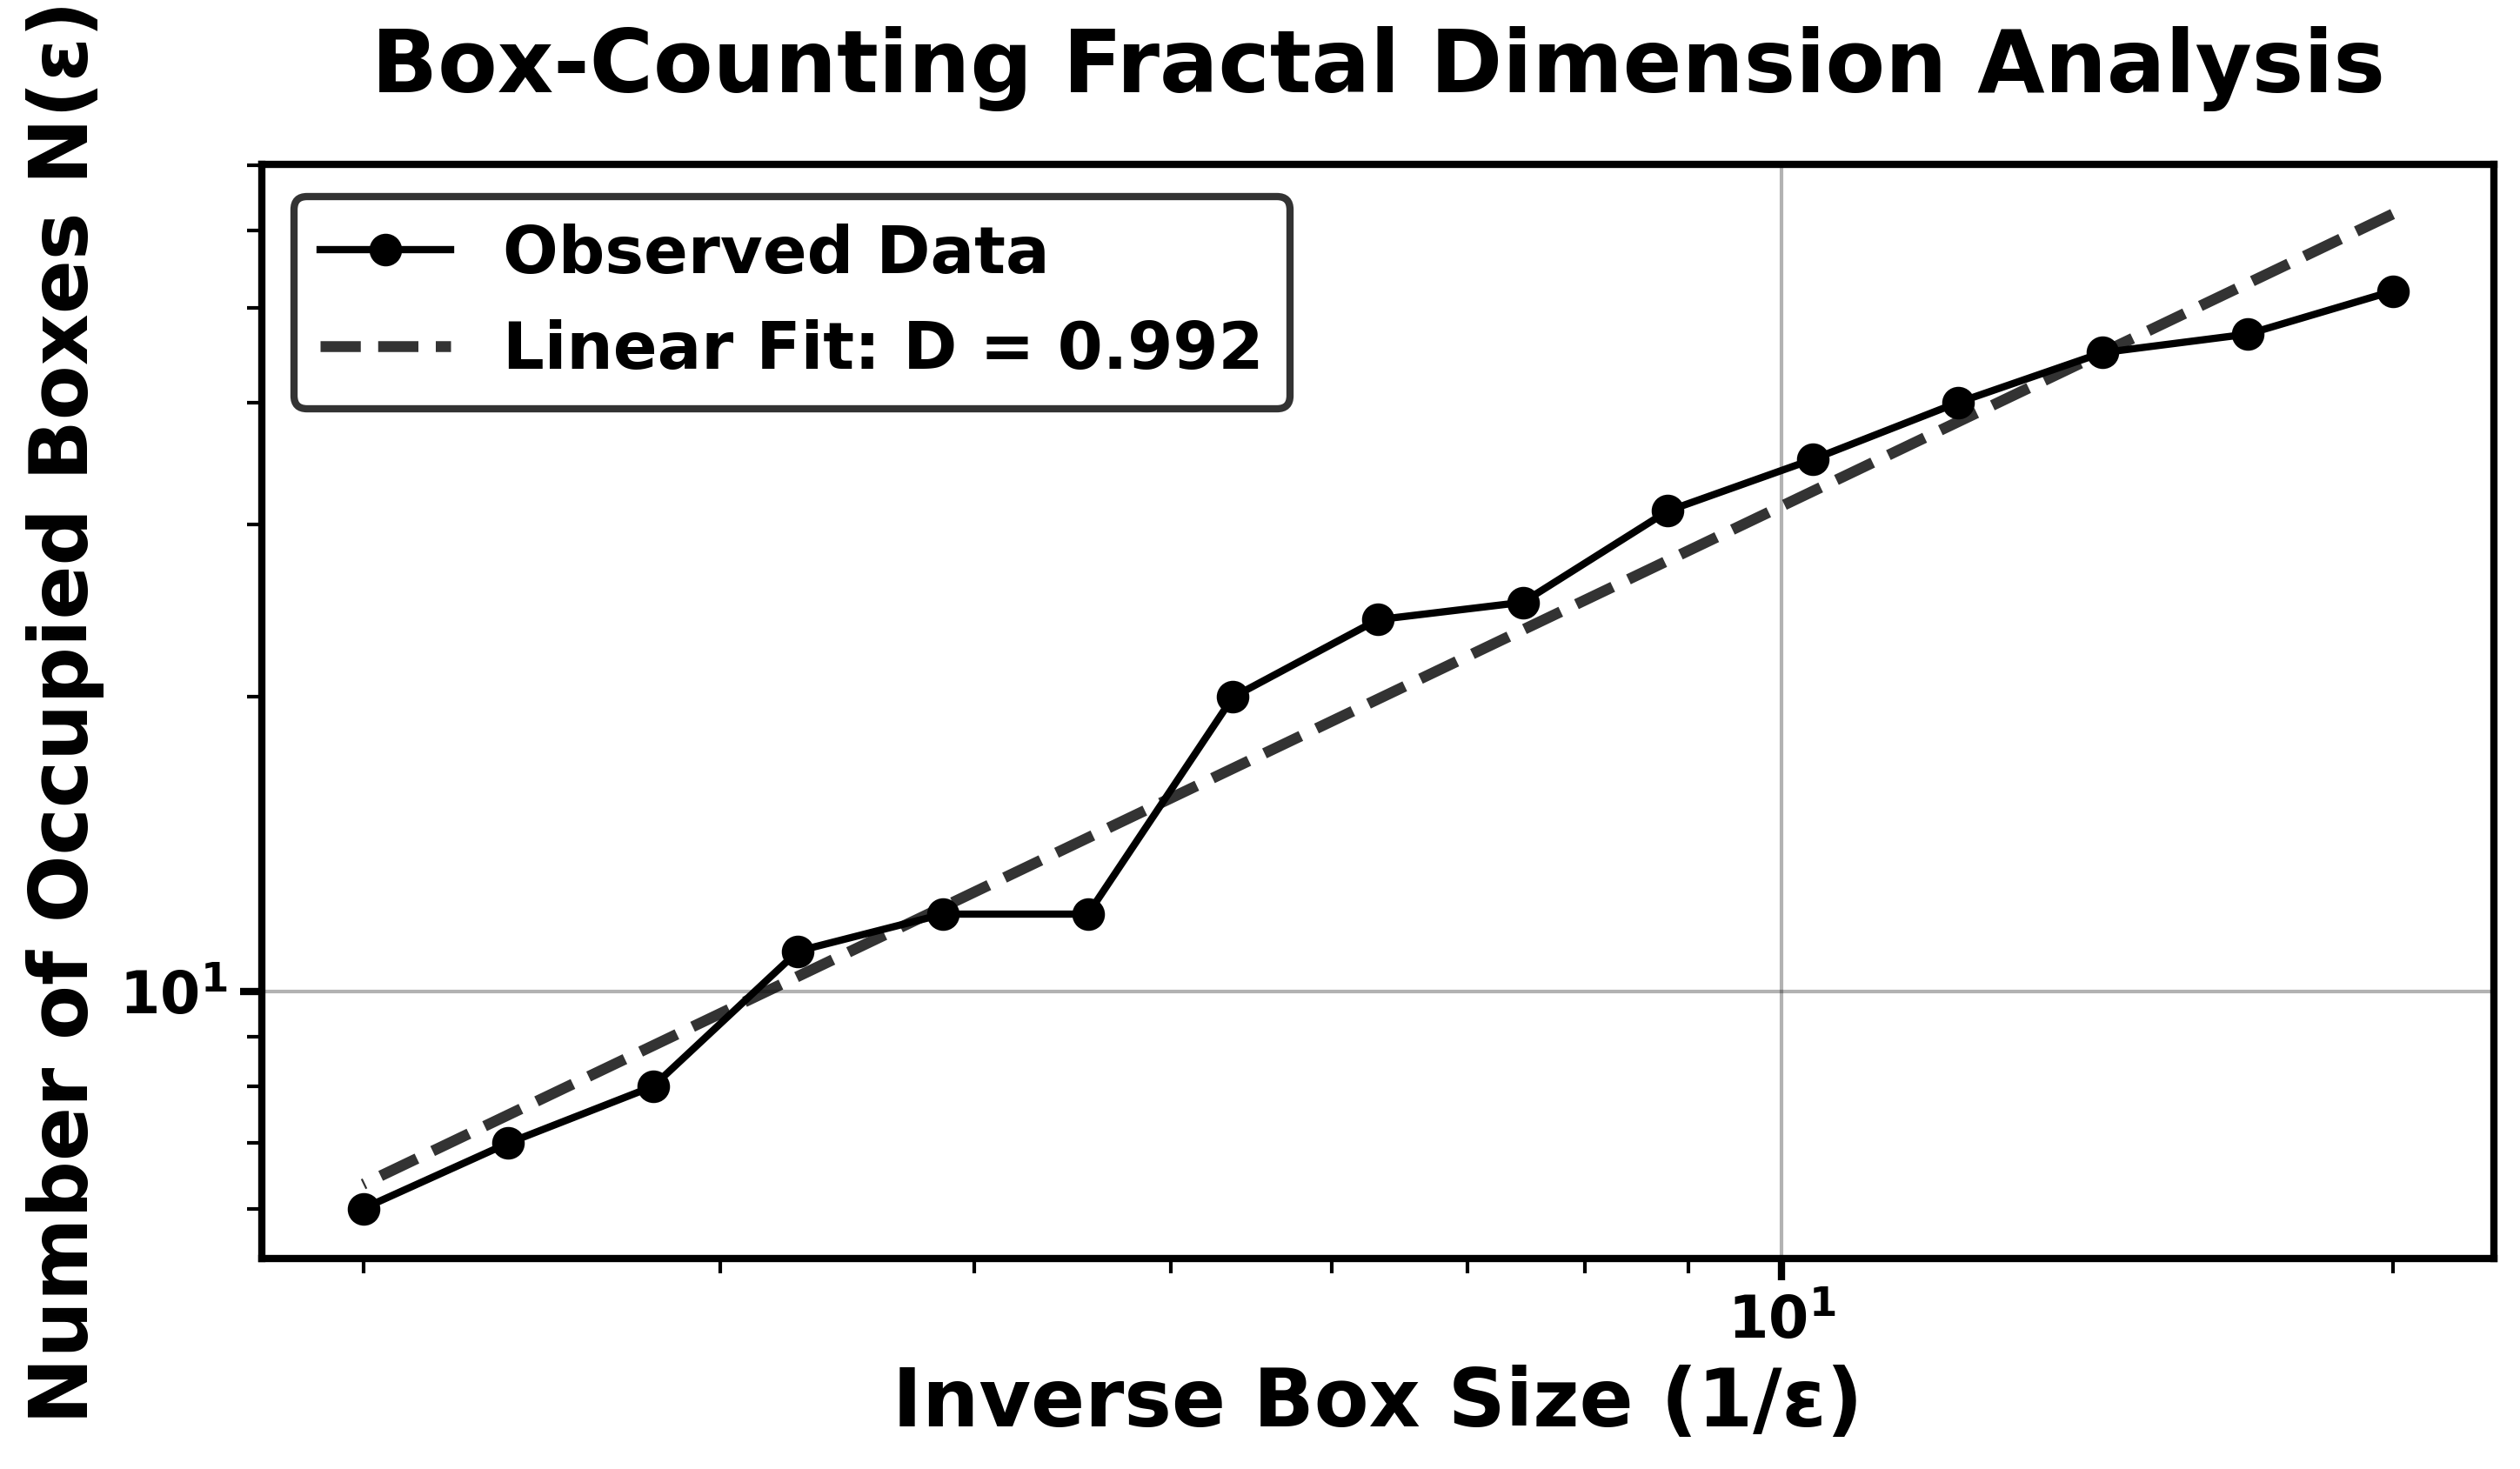 Box-Counting Fractal Dimension Analysis
Number of Occupied Boxes N(ε)
Observed Data
Linear Fit: D = 0.992
10¹
10¹
Inverse Box Size (1/ε)